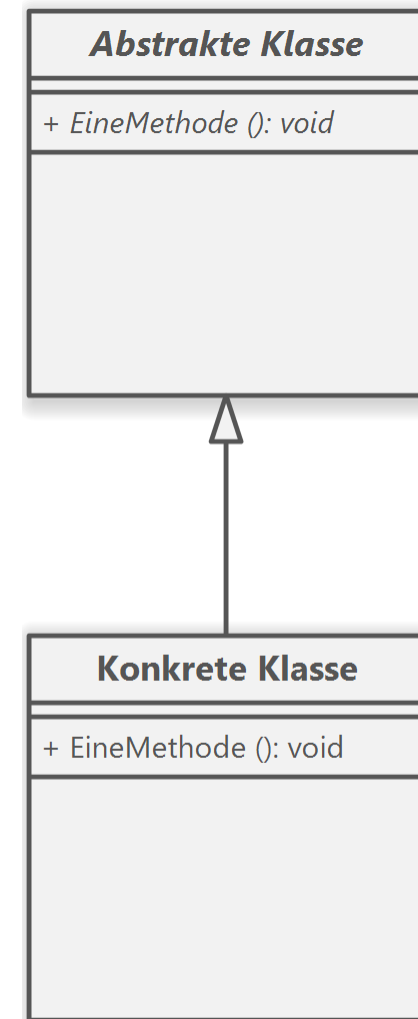 Abstrakte Klasse
+ EineMethode (): void
Konkrete Klasse
+ EineMethode (): void